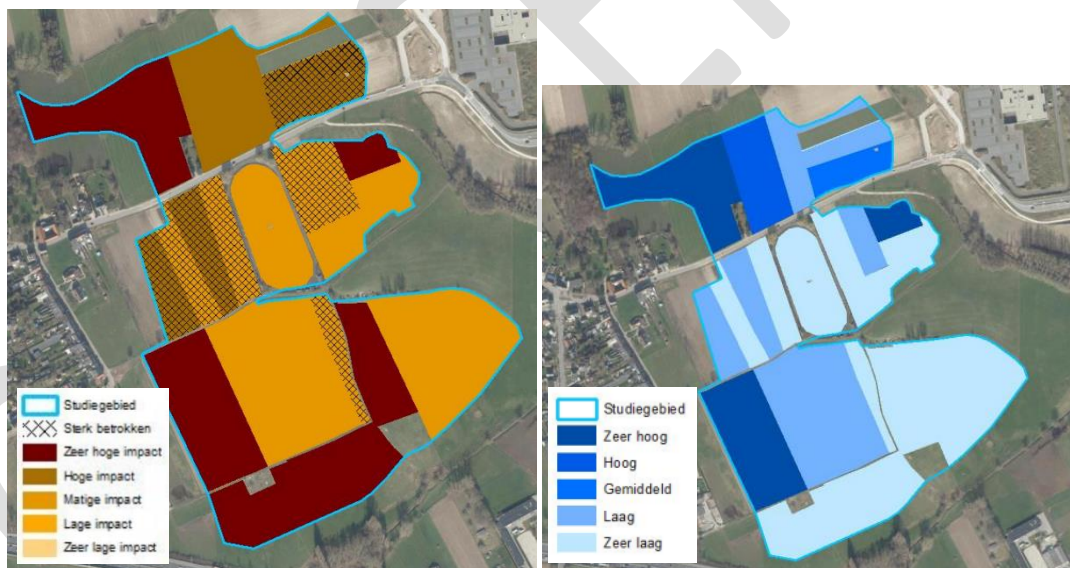 Studiegebied
Sterk betrokken
Zeer hoge impact
Hoge impact
Matige impact
Lage impact
Zeer lage impact
Studiegebied
Zeer hoog
Hoog
Gemiddeld
Laag
Zeer laag